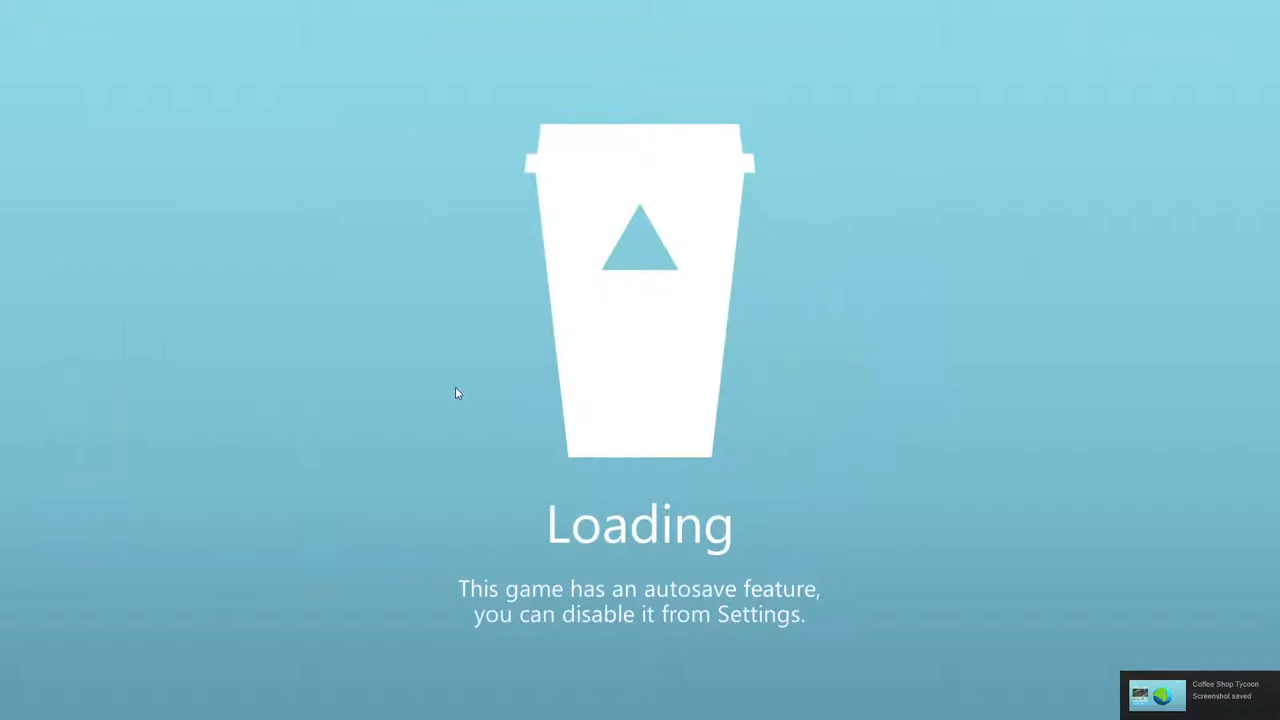 Loading
This game has an autosave feature,
you can disable it from Settings.
Coffee Shop Tycoon
Screenshot saved